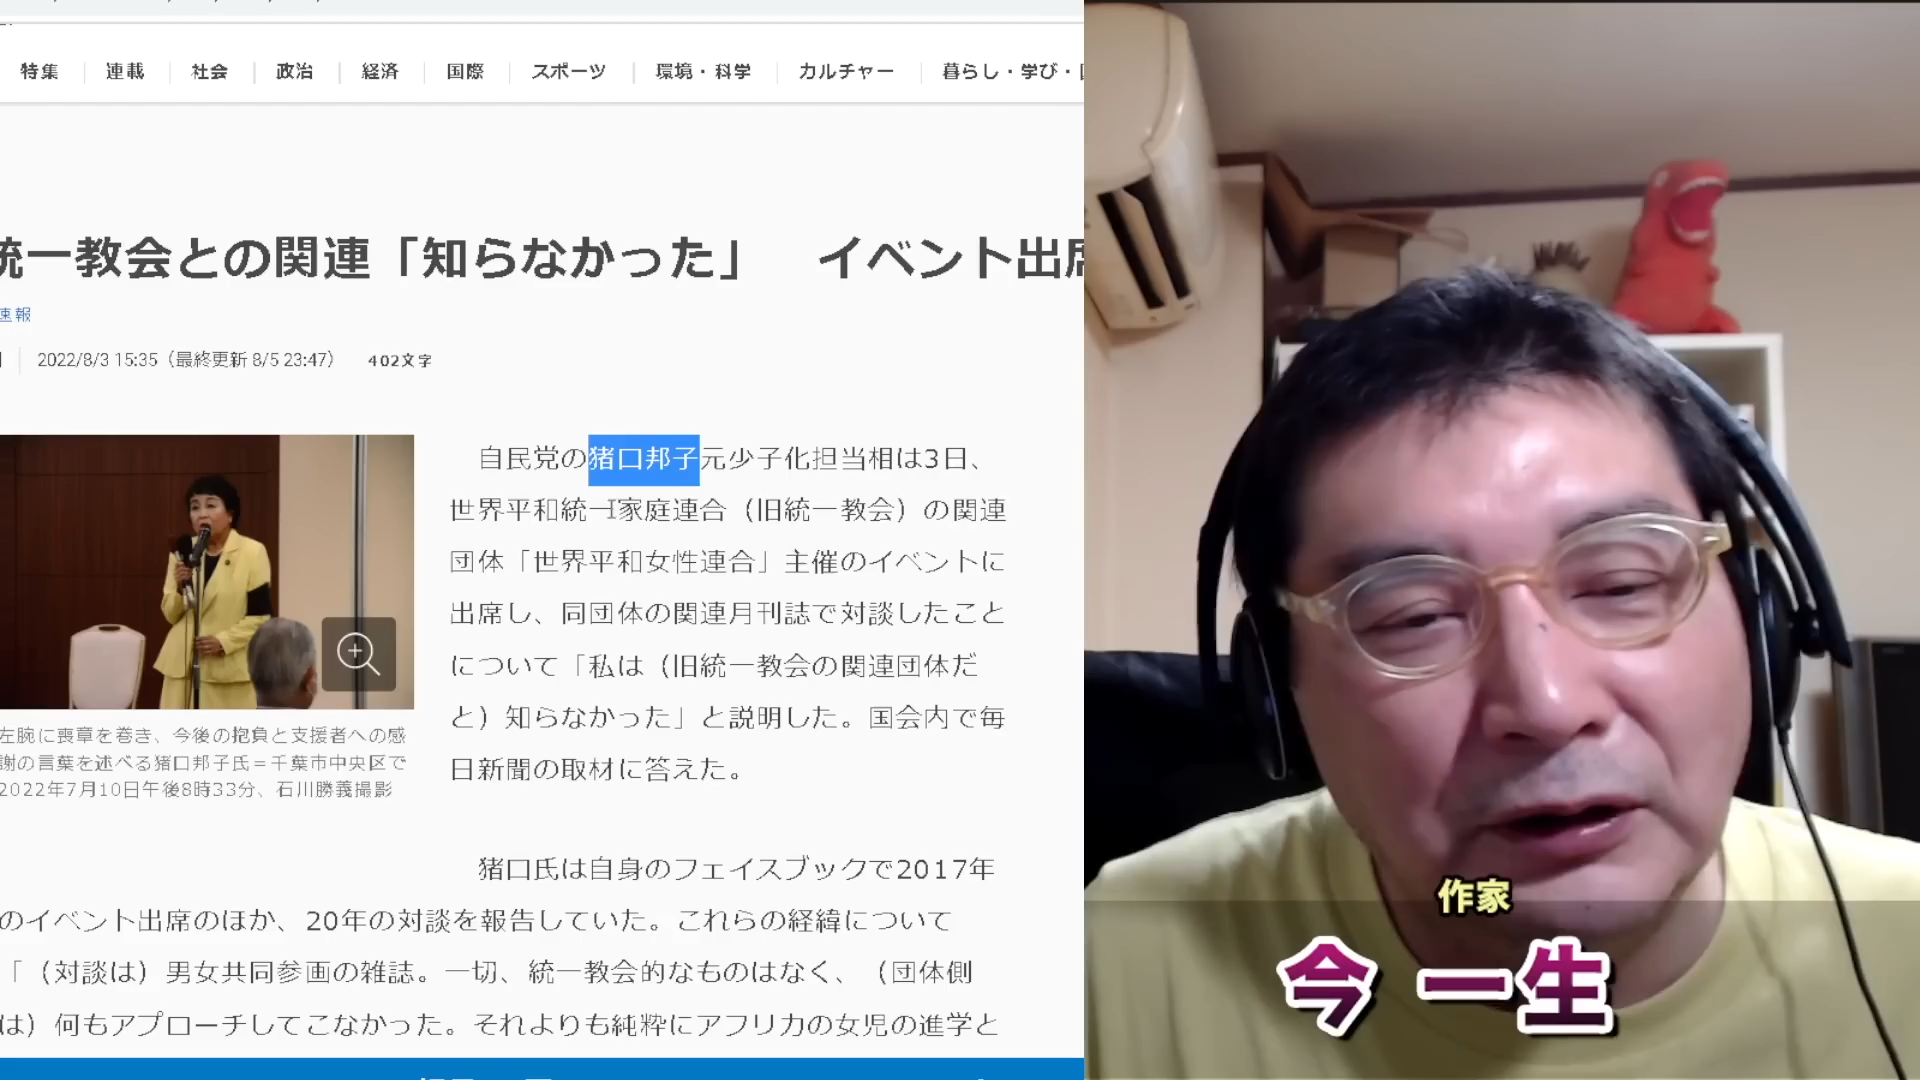 特集 連載 社会 政治 経済 国際 スポーツ 環境・科学 カルチャー 暮らし・学び・
統一教会との関連「知らなかった」 イベント出席
速報
2022/8/3 15:35（最終更新 8/5 23:47） 402文字
自民党の猪口邦子元少子化担当相は3日、
世界平和統一家庭連合（旧統一教会）の関連
団体「世界平和女性連合」主催のイベントに
出席し、同団体の関連月刊誌で対談したこと
について「私は（旧統一教会の関連団体だ
と）知らなかった」と説明した。国会内で毎
日新聞の取材に答えた。
左腕に喪章を巻き、今後の抱負と支援者への感
謝の言葉を述べる猪口邦子氏＝千葉市中央区で
2022年7月10日午後8時33分、石川勝義撮影
猪口氏は自身のフェイスブックで2017年
のイベント出席のほか、20年の対談を報告していた。これらの経緯について
「（対談は）男女共同参画の雑誌。一切、統一教会的なものはなく、（団体側
は）何もアプローチしてこなかった。それよりも純粋にアフリカの女児の進学と
作家
今 一生